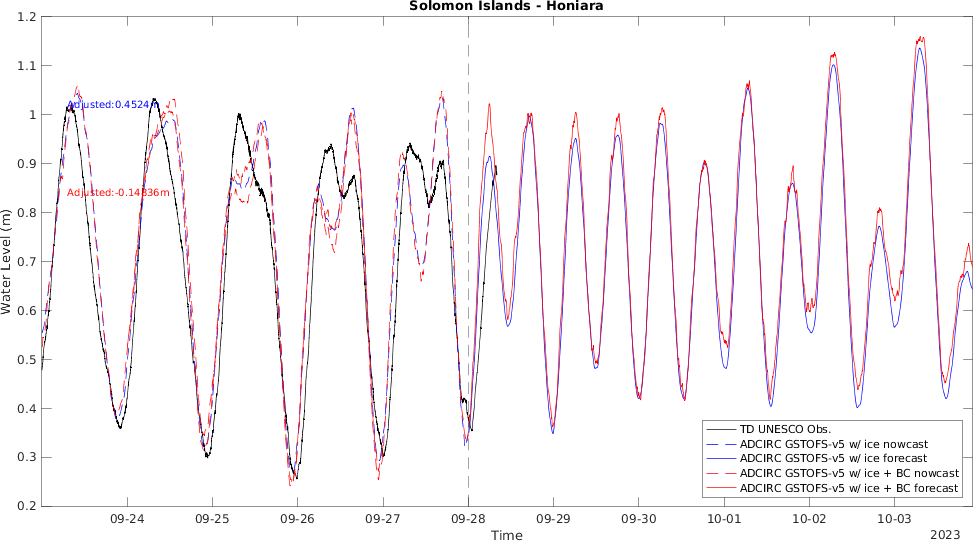 Solomon Islands - Honiara
1.2
1.1
1
0.9
0.8
0.7
0.6
0.5
0.4
0.3
0.2
Water Level (m)
Adjusted:0.4524 m
Adjusted:-0.14836m
TD UNESCO Obs.
ADCIRC GSTOFS-v5 w/ ice nowcast
ADCIRC GSTOFS-v5 w/ ice forecast
ADCIRC GSTOFS-v5 w/ ice + BC nowcast
ADCIRC GSTOFS-v5 w/ ice + BC forecast
09-24 09-25 09-26 09-27 09-28 09-29 09-30 10-01 10-02 10-03
Time
2023